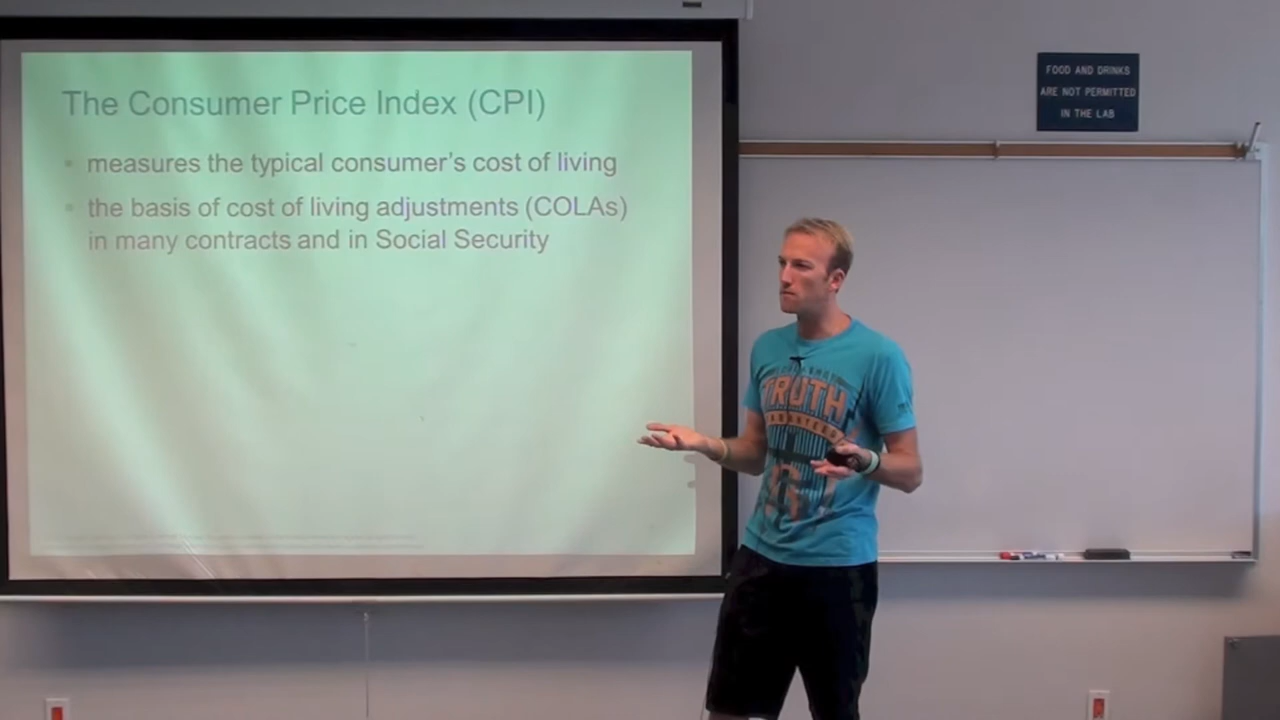 The Consumer Price Index (CPI)
measures the typical consumer's cost of living
the basis of cost of living adjustments (COLAs)
in many contracts and in Social Security
FOOD AND DRINKS
ARE NOT PERMITTED
IN THE LAB
TRUTH